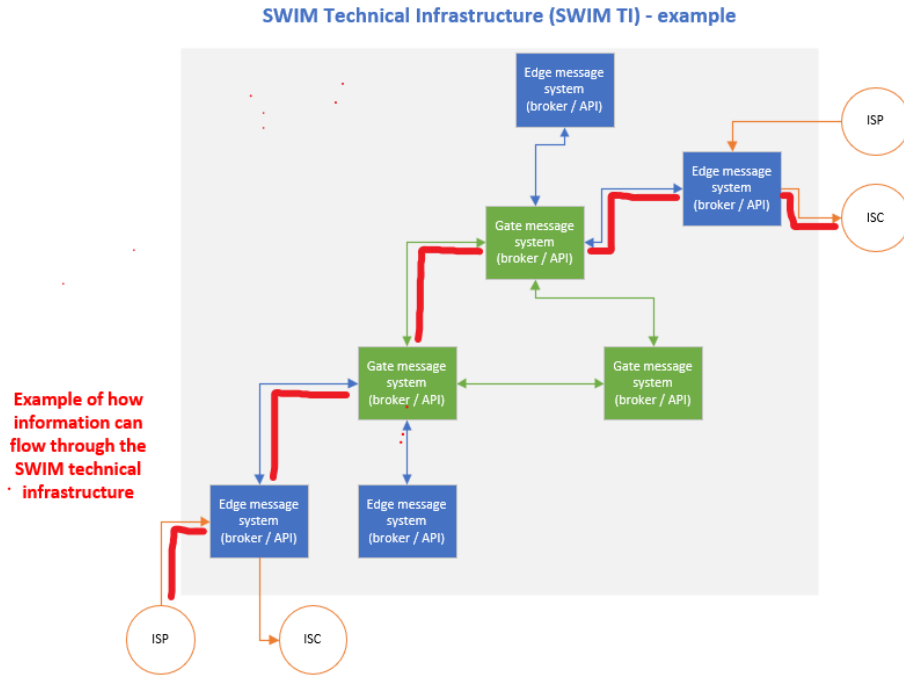 SWIM Technical Infrastructure (SWIM TI) - example
Edge message
system
(broker / API)
ISP
Edge message
system
(broker / API)
ISC
Gate message
system
(broker / API)
Gate message
system
(broker / API)
Gate message
system
(broker / API)
Example of how
information can
flow through the
SWIM technical
infrastructure
Edge message
system
(broker / API)
Edge message
system
(broker / API)
ISP
ISC